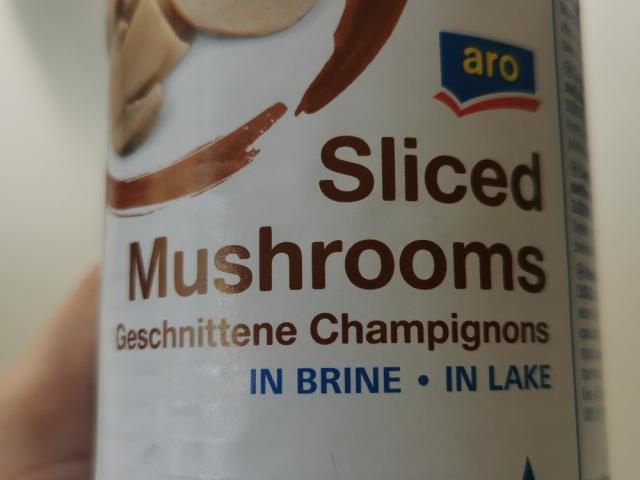 aro
Sliced
Mushrooms
Geschnittene Champignons
IN BRINE • IN LAKE